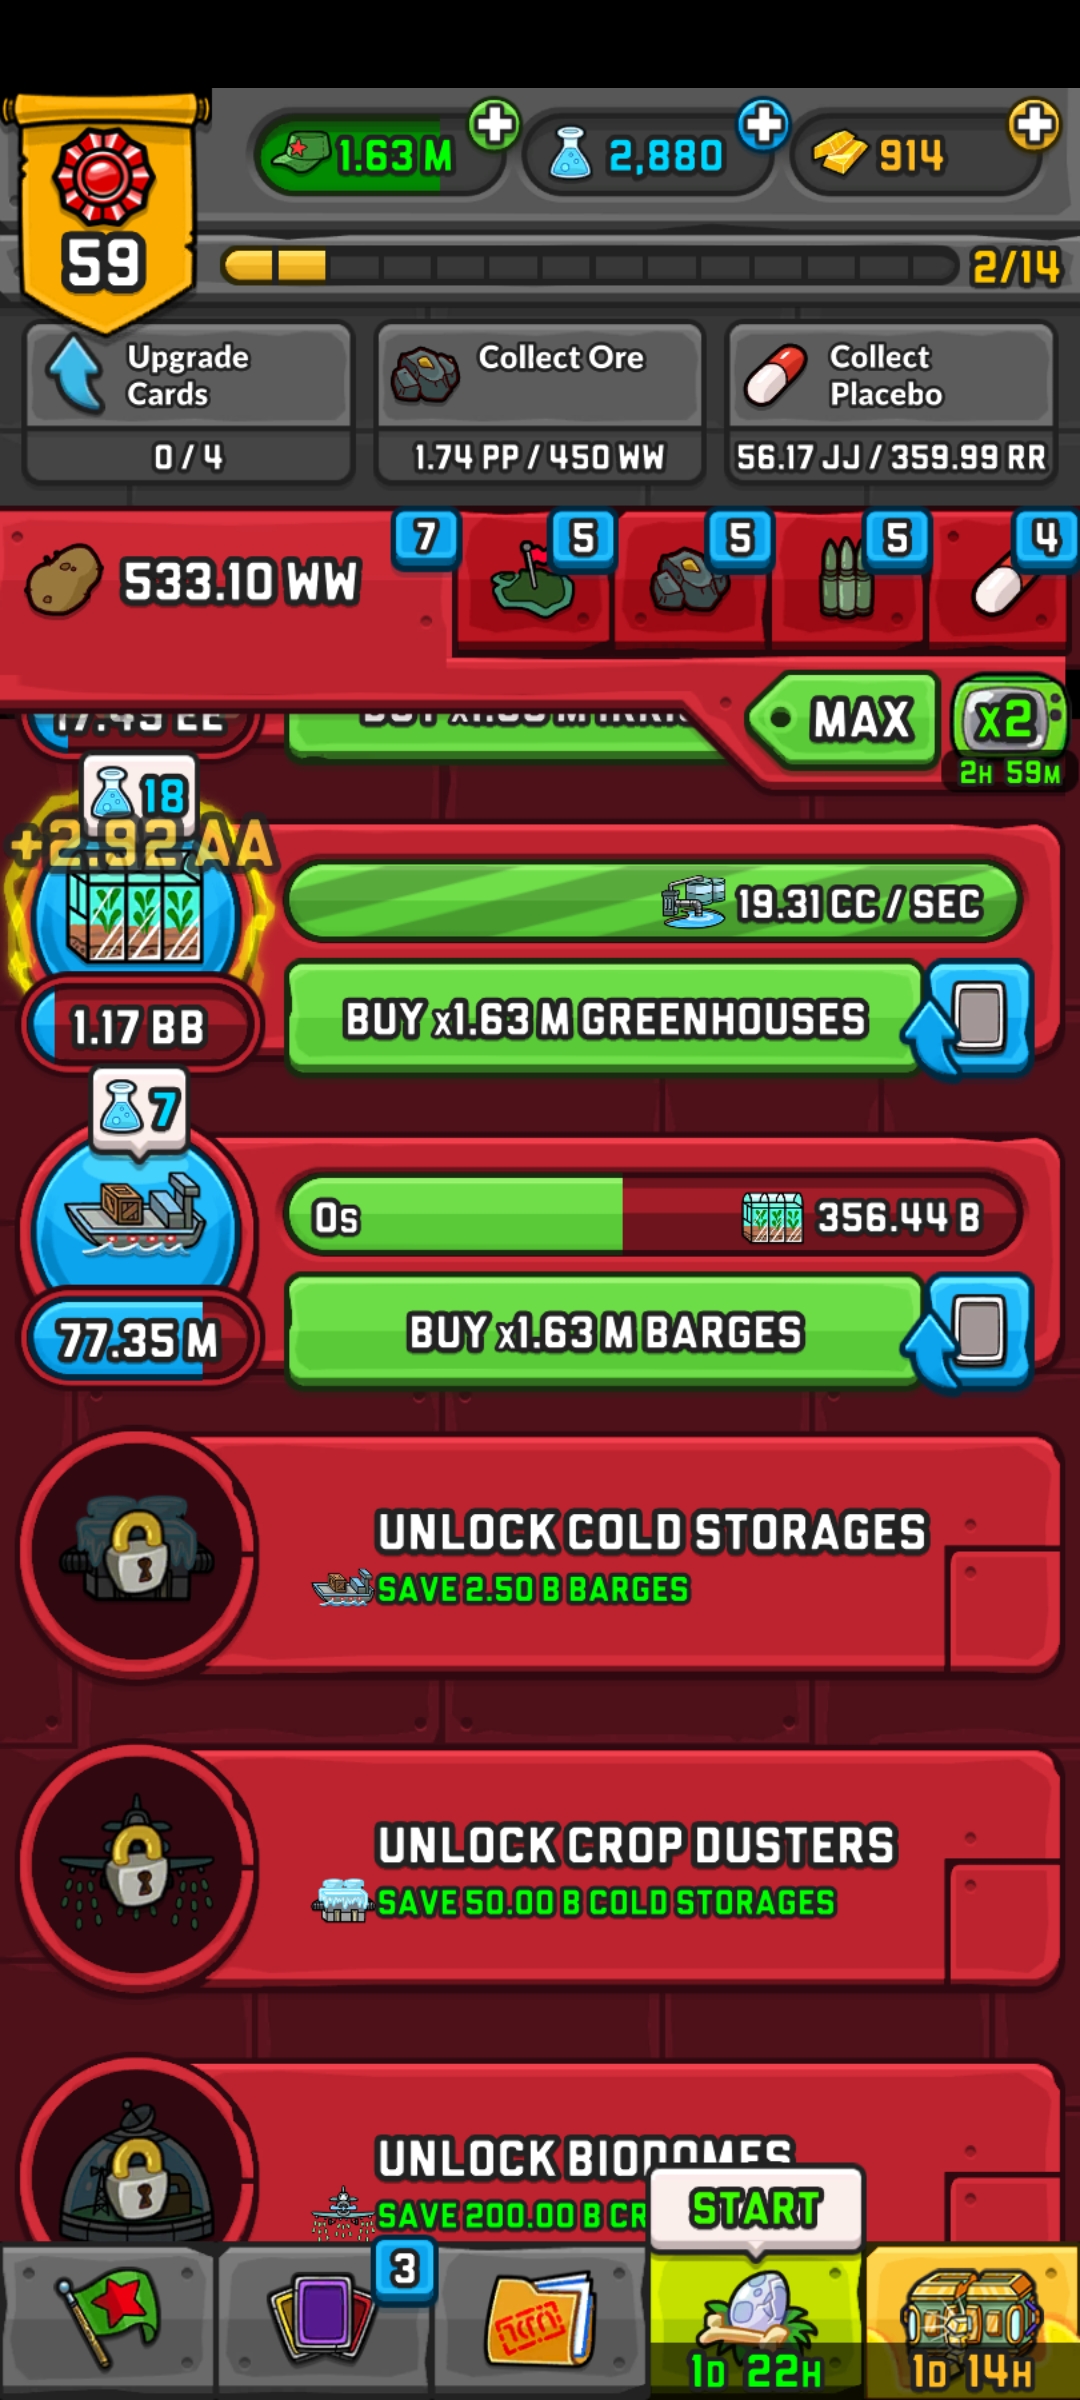 1.63 M
2,880
914
59
2/14
Upgrade
Cards
0 / 4
Collect Ore
1.74 PP / 450 WW
Collect
Placebo
56.17 JJ / 359.99 RR
533.10 WW
7
5
5
5
4
MAX
x2
2H 59M
17.45 EE
18
+2.92 AA
19.31 CC / SEC
1.17 BB
BUY x1.63 M GREENHOUSES
7
0s
356.44 B
77.35 M
BUY x1.63 M BARGES
UNLOCK COLD STORAGES
SAVE 2.50 B BARGES
UNLOCK CROP DUSTERS
SAVE 50.00 B COLD STORAGES
UNLOCK BIODOMES
SAVE 200.00 B CR
START
3
1D 22H
1D 14H